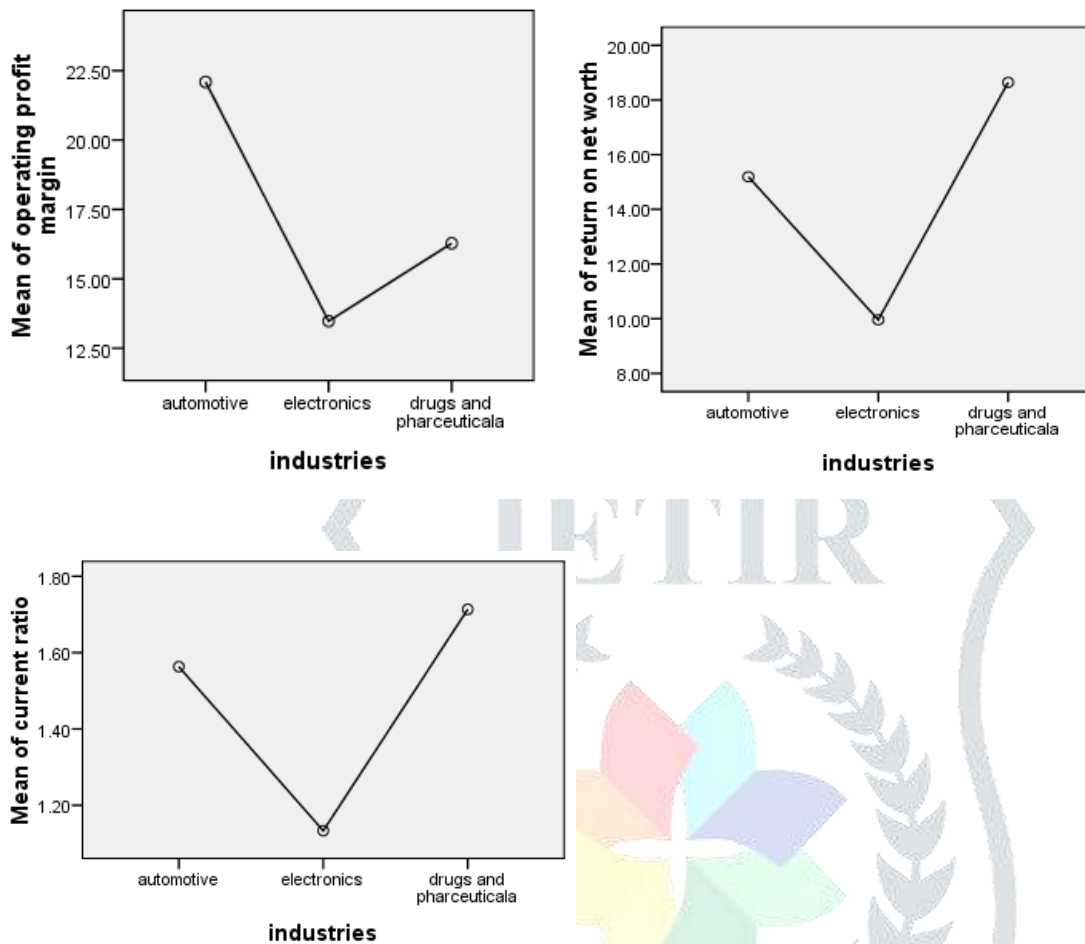 Mean of operating profit
margin
22.50
20.00
17.50
15.00
12.50
automotive
electronics
drugs and
pharceuticala
industries
Mean of return on net worth
20.00
18.00
16.00
14.00
12.00
10.00
8.00
automotive
electronics
drugs and
pharceuticala
industries
JETIR
Mean of current ratio
1.80
1.60
1.40
1.20
automotive
electronics
drugs and
pharceuticala
industries